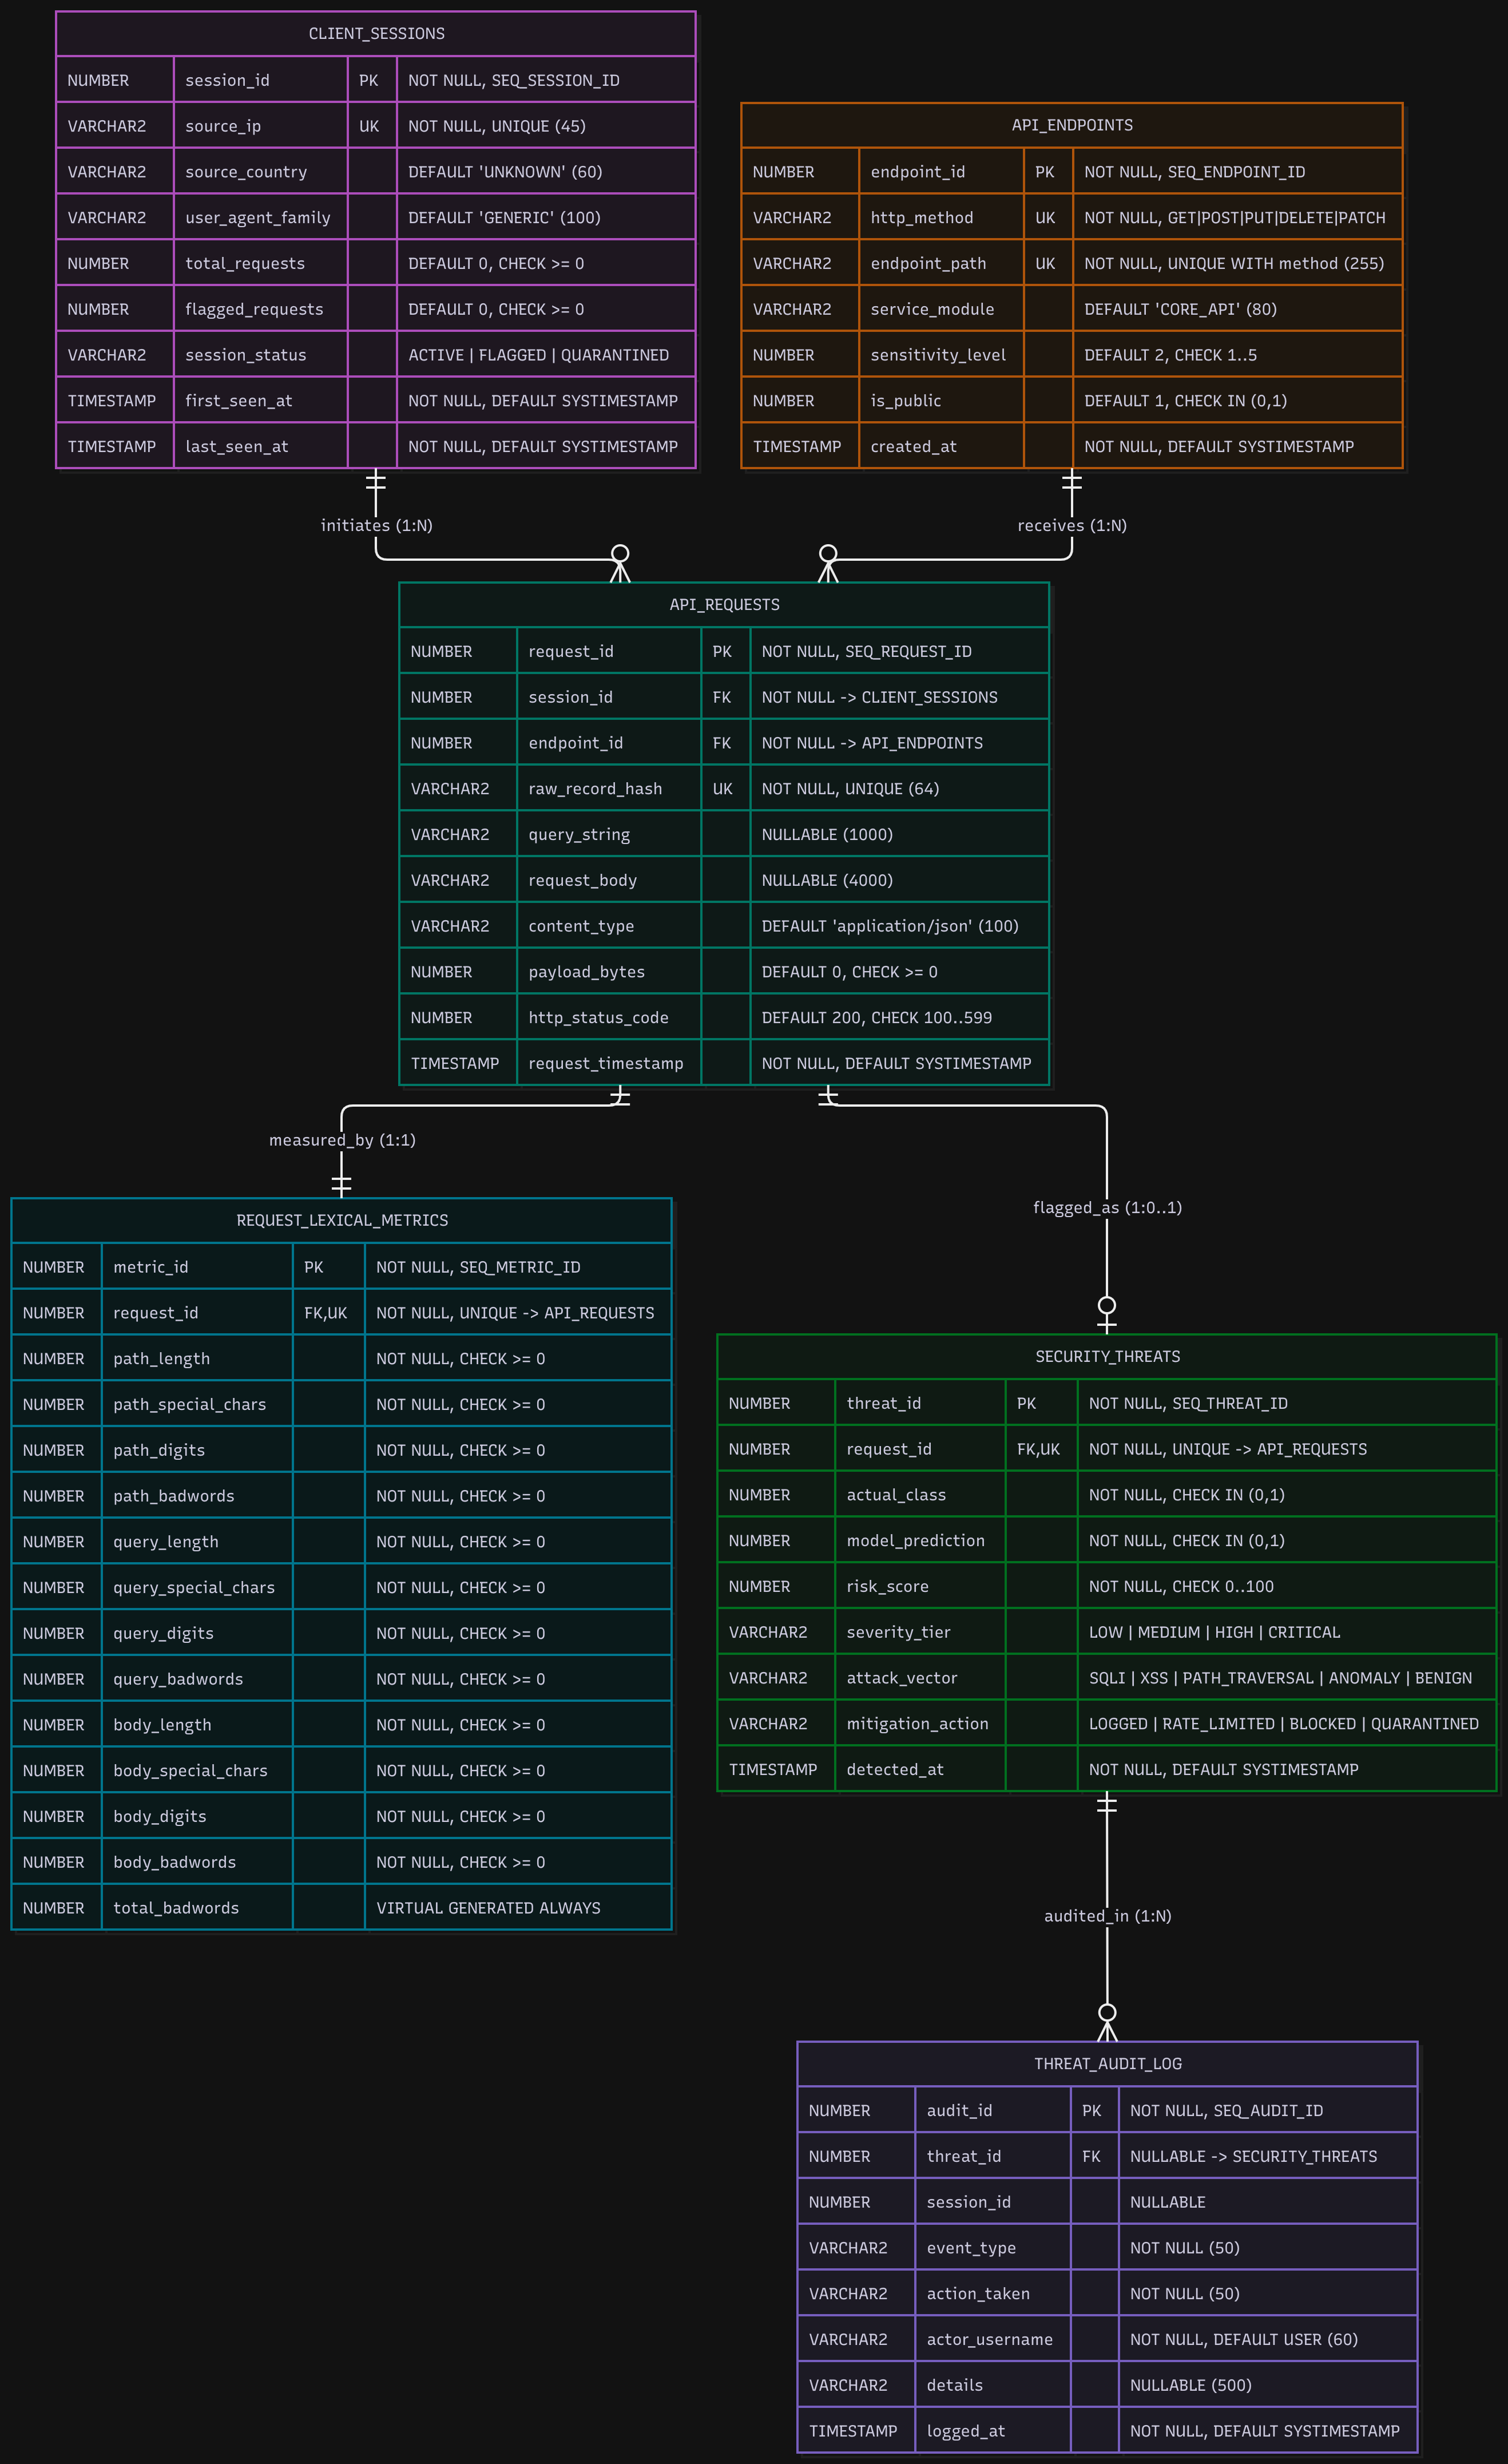 CLIENT_SESSIONS
NUMBER session_id PK NOT NULL, SEQ_SESSION_ID
VARCHAR2 source_ip UK NOT NULL, UNIQUE (45)
VARCHAR2 source_country DEFAULT 'UNKNOWN' (60)
VARCHAR2 user_agent_family DEFAULT 'GENERIC' (100)
NUMBER total_requests DEFAULT 0, CHECK >= 0
NUMBER flagged_requests DEFAULT 0, CHECK >= 0
VARCHAR2 session_status ACTIVE | FLAGGED | QUARANTINED
TIMESTAMP first_seen_at NOT NULL, DEFAULT SYSTIMESTAMP
TIMESTAMP last_seen_at NOT NULL, DEFAULT SYSTIMESTAMP
API_ENDPOINTS
NUMBER endpoint_id PK NOT NULL, SEQ_ENDPOINT_ID
VARCHAR2 http_method UK NOT NULL, GET|POST|PUT|DELETE|PATCH
VARCHAR2 endpoint_path UK NOT NULL, UNIQUE WITH method (255)
VARCHAR2 service_module DEFAULT 'CORE_API' (80)
NUMBER sensitivity_level DEFAULT 2, CHECK 1..5
NUMBER is_public DEFAULT 1, CHECK IN (0,1)
TIMESTAMP created_at NOT NULL, DEFAULT SYSTIMESTAMP
initiates (1:N)
receives (1:N)
API_REQUESTS
NUMBER request_id PK NOT NULL, SEQ_REQUEST_ID
NUMBER session_id FK NOT NULL -> CLIENT_SESSIONS
NUMBER endpoint_id FK NOT NULL -> API_ENDPOINTS
VARCHAR2 raw_record_hash UK NOT NULL, UNIQUE (64)
VARCHAR2 query_string NULLABLE (1000)
VARCHAR2 request_body NULLABLE (4000)
VARCHAR2 content_type DEFAULT 'application/json' (100)
NUMBER payload_bytes DEFAULT 0, CHECK >= 0
NUMBER http_status_code DEFAULT 200, CHECK 100..599
TIMESTAMP request_timestamp NOT NULL, DEFAULT SYSTIMESTAMP
measured_by (1:1)
flagged_as (1:0..1)
REQUEST_LEXICAL_METRICS
NUMBER metric_id PK NOT NULL, SEQ_METRIC_ID
NUMBER request_id FK,UK NOT NULL, UNIQUE -> API_REQUESTS
NUMBER path_length NOT NULL, CHECK >= 0
NUMBER path_special_chars NOT NULL, CHECK >= 0
NUMBER path_digits NOT NULL, CHECK >= 0
NUMBER path_badwords NOT NULL, CHECK >= 0
NUMBER query_length NOT NULL, CHECK >= 0
NUMBER query_special_chars NOT NULL, CHECK >= 0
NUMBER query_digits NOT NULL, CHECK >= 0
NUMBER query_badwords NOT NULL, CHECK >= 0
NUMBER body_length NOT NULL, CHECK >= 0
NUMBER body_special_chars NOT NULL, CHECK >= 0
NUMBER body_digits NOT NULL, CHECK >= 0
NUMBER body_badwords NOT NULL, CHECK >= 0
NUMBER total_badwords VIRTUAL GENERATED ALWAYS
SECURITY_THREATS
NUMBER threat_id PK NOT NULL, SEQ_THREAT_ID
NUMBER request_id FK,UK NOT NULL, UNIQUE -> API_REQUESTS
NUMBER actual_class NOT NULL, CHECK IN (0,1)
NUMBER model_prediction NOT NULL, CHECK IN (0,1)
NUMBER risk_score NOT NULL, CHECK 0..100
VARCHAR2 severity_tier LOW | MEDIUM | HIGH | CRITICAL
VARCHAR2 attack_vector SQLI | XSS | PATH_TRAVERSAL | ANOMALY | BENIGN
VARCHAR2 mitigation_action LOGGED | RATE_LIMITED | BLOCKED | QUARANTINED
TIMESTAMP detected_at NOT NULL, DEFAULT SYSTIMESTAMP
audited_in (1:N)
THREAT_AUDIT_LOG
NUMBER audit_id PK NOT NULL, SEQ_AUDIT_ID
NUMBER threat_id FK NULLABLE -> SECURITY_THREATS
NUMBER session_id NULLABLE
VARCHAR2 event_type NOT NULL (50)
VARCHAR2 action_taken NOT NULL (50)
VARCHAR2 actor_username NOT NULL, DEFAULT USER (60)
VARCHAR2 details NULLABLE (500)
TIMESTAMP logged_at NOT NULL, DEFAULT SYSTIMESTAMP